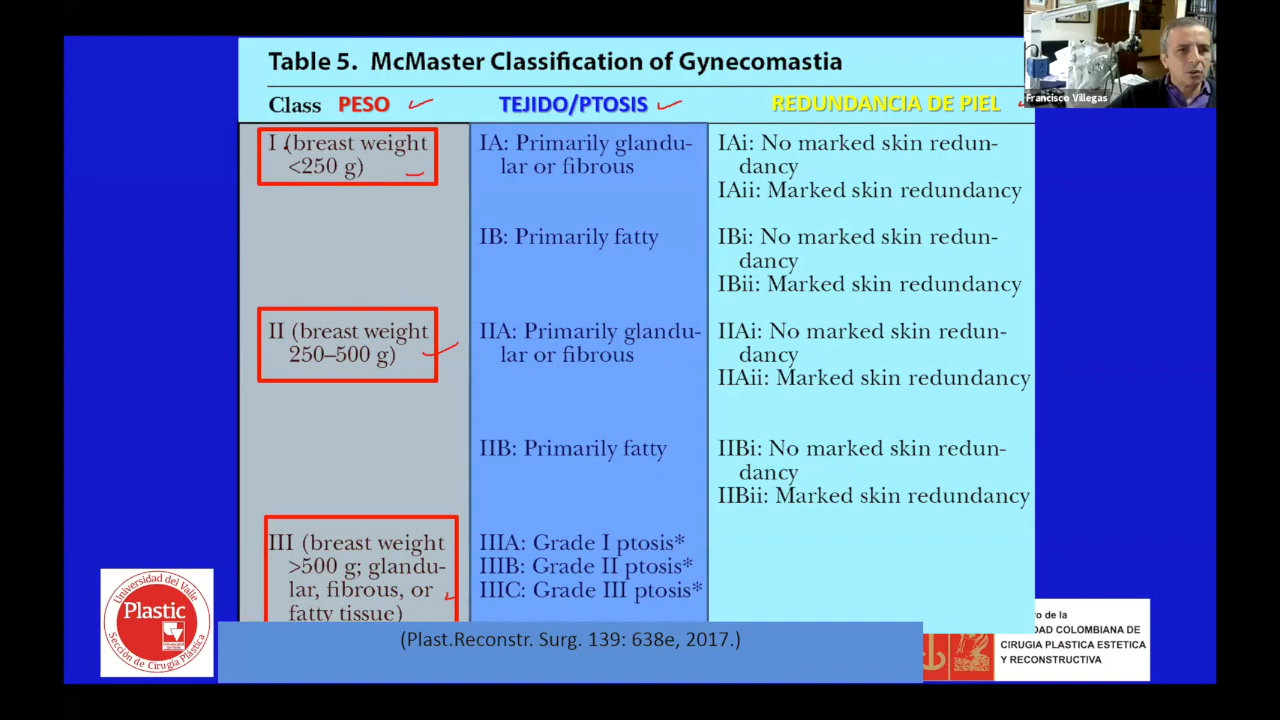 Francisco Villegas
Table 5. McMaster Classification of Gynecomastia
Class PESO TEJIDO/PTOSIS REDUNDANCIA DE PIEL
I (breast weight IA: Primarily glandu- IAi: No marked skin redun-
<250 g) lar or fibrous dancy
IAii: Marked skin redundancy
IB: Primarily fatty IBi: No marked skin redun-
dancy
IBii: Marked skin redundancy
II (breast weight IIA: Primarily glandu- IIAi: No marked skin redun-
250–500 g) lar or fibrous dancy
IIAii: Marked skin redundancy
IIB: Primarily fatty IIBi: No marked skin redun-
dancy
IIBii: Marked skin redundancy
III (breast weight IIIA: Grade I ptosis*
>500 g; glandu- IIIB: Grade II ptosis*
lar, fibrous, or IIIC: Grade III ptosis*
fatty tissue)
(Plast.Reconstr. Surg. 139: 638e, 2017.)
Universidad del Valle
Plastic
Sección de Cirugía Plástica
ro de la
DAD COLOMBIANA DE
CIRUGIA PLASTICA ESTETICA
Y RECONSTRUCTIVA